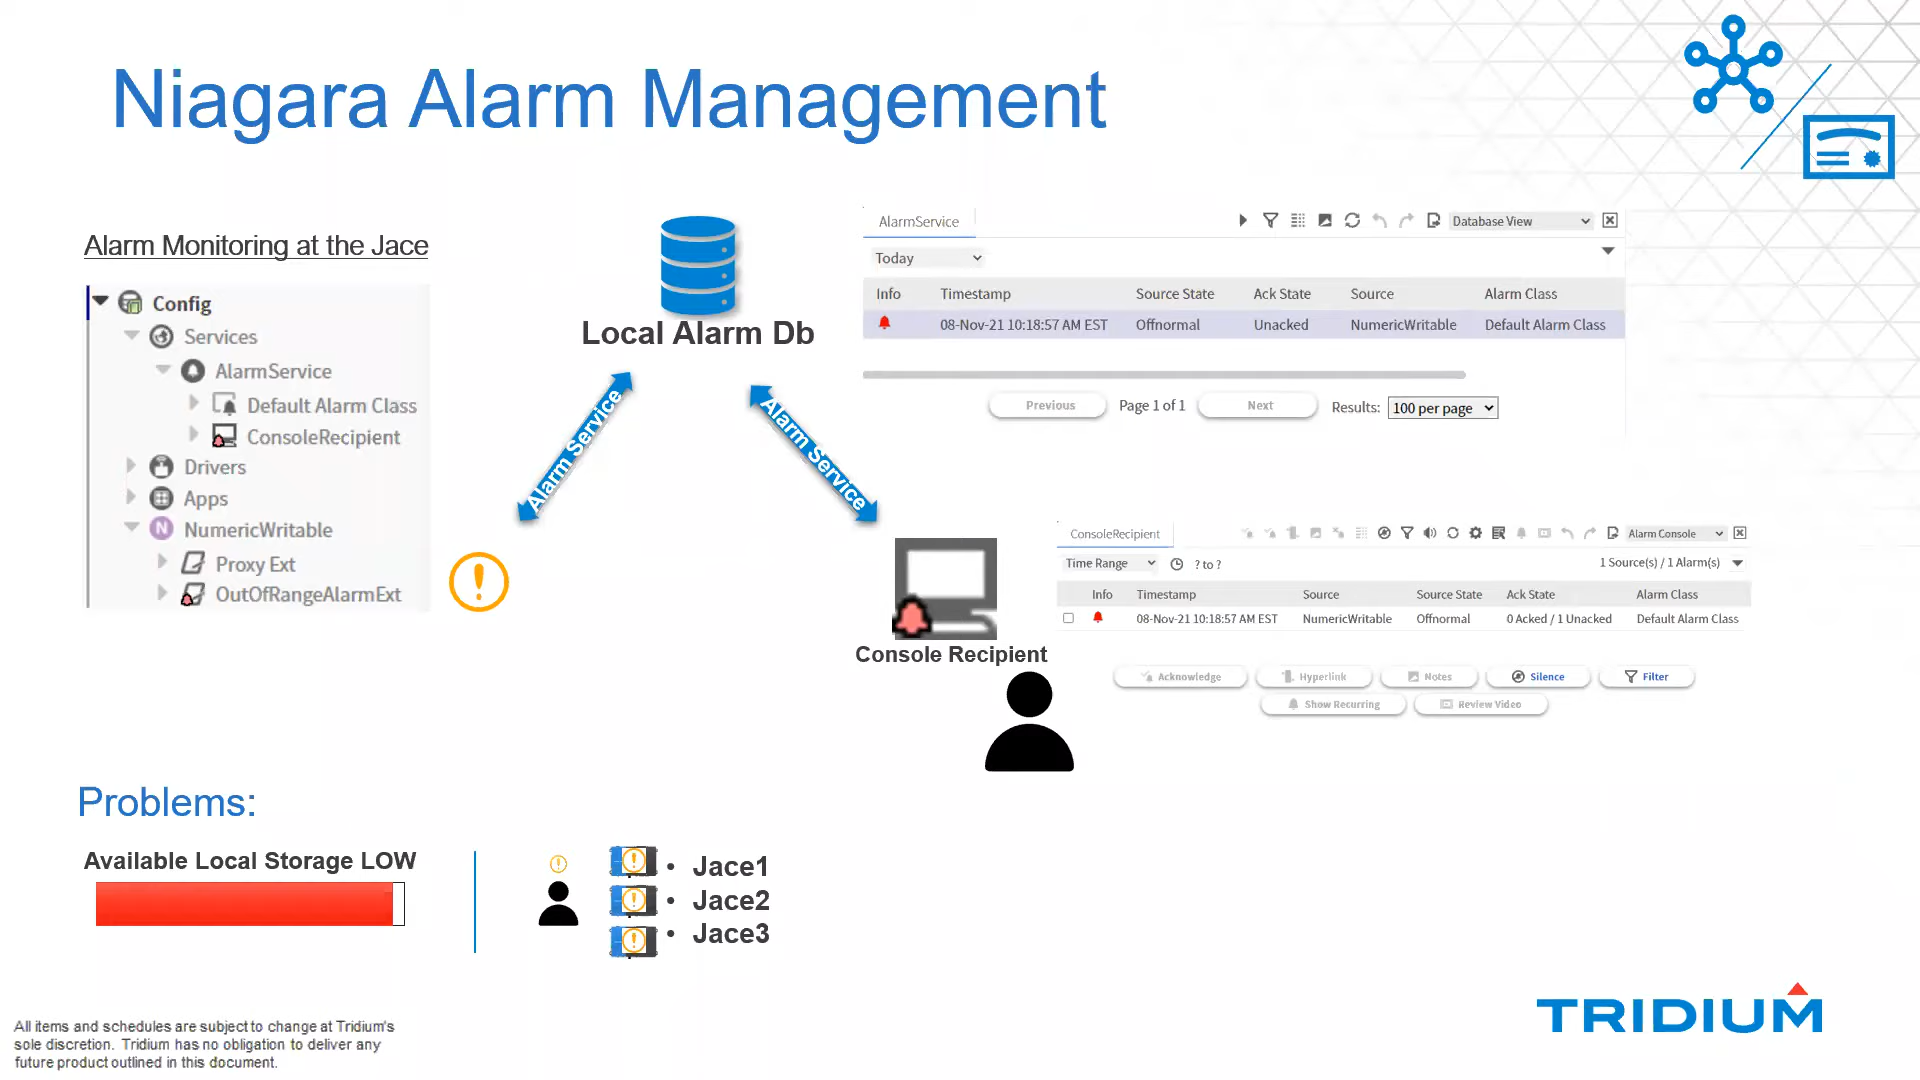 Niagara Alarm Management
Alarm Monitoring at the Jace
Config
Services
AlarmService
Default Alarm Class
ConsoleRecipient
Drivers
Apps
N NumericWritable
Proxy Ext
OutOfRangeAlarmExt
Local Alarm Db
Alarm Service
Alarm Service
AlarmService
Database View
Today
Info Timestamp Source State Ack State Source Alarm Class
08-Nov-21 10:18:57 AM EST Offnormal Unacked NumericWritable Default Alarm Class
Previous Page 1 of 1 Next Results: 100 per page
Console Recipient
ConsoleRecipient
Alarm Console
Time Range ? to ? 1 Source(s) / 1 Alarm(s)
Info Timestamp Source Source State Ack State Alarm Class
08-Nov-21 10:18:57 AM EST NumericWritable Offnormal 0 Acked / 1 Unacked Default Alarm Class
Acknowledge Hyperlink Notes Silence Filter
Show Recurring Review Video
Problems:
Available Local Storage LOW
• Jace1
• Jace2
• Jace3
All items and schedules are subject to change at Tridium's
sole discretion. Tridium has no obligation to deliver any
future product outlined in this document.
TRIDIUM